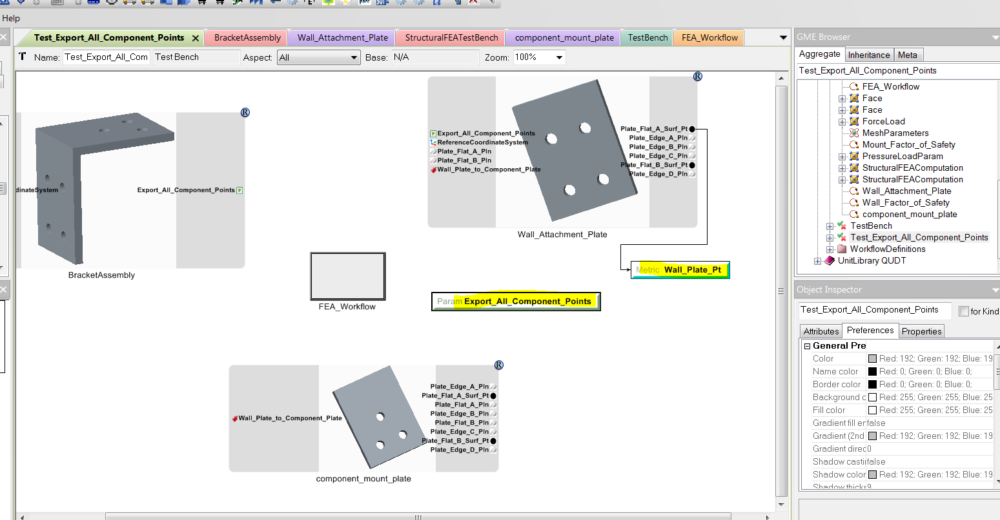 Help
Test_Export_All_Component_Points
BracketAssembly
Wall_Attachment_Plate
StructuralFEATestBench
component_mount_plate
TestBench
FEA_Workflow
T Name: Test_Export_All_Com Test Bench Aspect: All Base: N/A Zoom: 100%
dinateSystem
Export_All_Component_Points
BracketAssembly
Export_All_Component_Points
ReferenceCoordinateSystem
Plate_Flat_A_Pln
Plate_Flat_B_Pln
Wall_Plate_to_Component_Plate
Plate_Flat_A_Surf_Pt
Plate_Edge_A_Pln
Plate_Edge_B_Pln
Plate_Edge_C_Pln
Plate_Flat_B_Surf_Pt
Plate_Edge_D_Pln
Wall_Attachment_Plate
Metric Wall_Plate_Pt
FEA_Workflow
Param Export_All_Component_Points
Wall_Plate_to_Component_Plate
Plate_Edge_A_Pln
Plate_Flat_A_Surf_Pt
Plate_Flat_A_Pln
Plate_Edge_B_Pln
Plate_Flat_B_Pln
Plate_Edge_C_Pln
Plate_Flat_B_Surf_Pt
Plate_Edge_D_Pln
component_mount_plate
GME Browser
Aggregate Inheritance Meta
Test_Export_All_Component_Points
FEA_Workflow
Face
Face
ForceLoad
MeshParameters
Mount_Factor_of_Safety
PressureLoadParam
StructuralFEAComputation
StructuralFEAComputation
Wall_Attachment_Plate
Wall_Factor_of_Safety
component_mount_plate
TestBench
Test_Export_All_Component_Points
WorkflowDefinitions
UnitLibrary QUDT
Object Inspector
Test_Export_All_Component_Points for Kind
Attributes Preferences Properties
General Pre
Color Red: 192; Green: 192; Blue: 19
Name color Red: 0; Green: 0; Blue: 0;
Border color Red: 0; Green: 0; Blue: 0;
Background c Red: 255; Green: 255; Blue: 25
Fill color Red: 255; Green: 255; Blue: 25
Gradient fill er false
Gradient (2nd Red: 192; Green: 192; Blue: 19
Gradient direc 0
Shadow casti false
Shadow color Red: 192; Green: 192; Blue: 19
Shadow thick 9